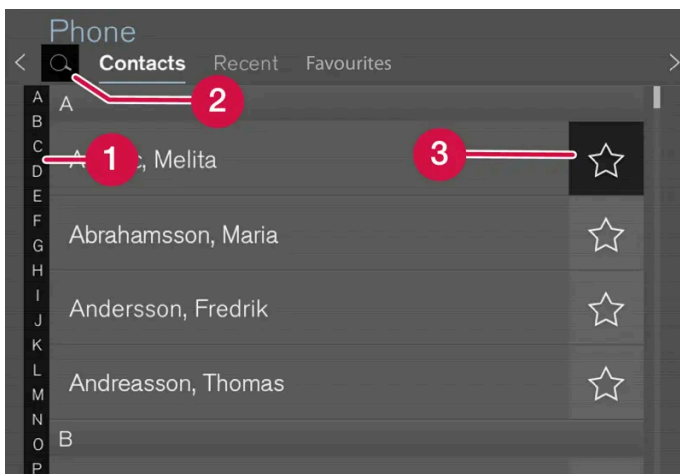 Phone
Contacts Recent Favourites
2
A
A
B
C
D
E
F
G
H
I
J
K
L
M
N
O
P
1
Melita
3
Abrahamsson, Maria
Andersson, Fredrik
Andreasson, Thomas
B